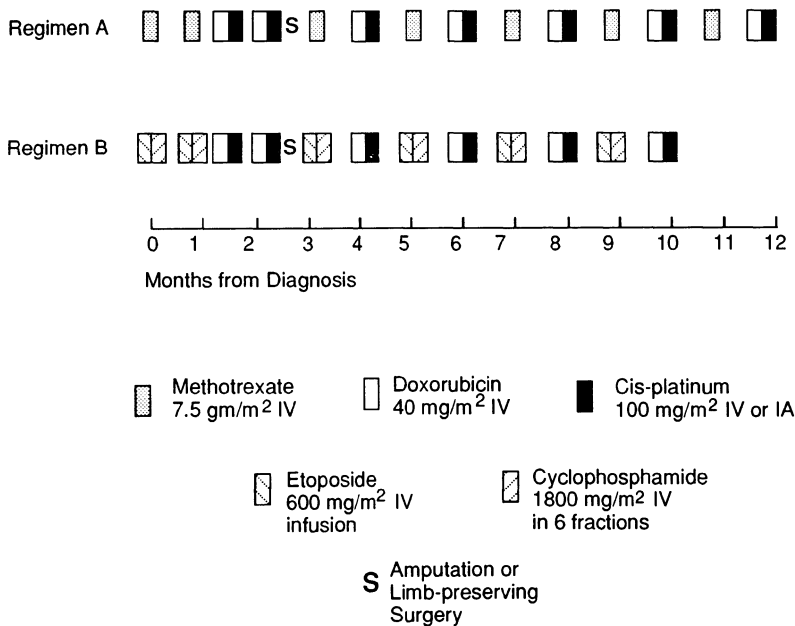 Regimen A
S
Regimen B
S
0 1 2 3 4 5 6 7 8 9 10 11 12
Months from Diagnosis
Methotrexate
7.5 gm/m² IV
Doxorubicin
40 mg/m² IV
Cis-platinum
100 mg/m² IV or IA
Etoposide
600 mg/m² IV
infusion
Cyclophosphamide
1800 mg/m² IV
in 6 fractions
S Amputation or
Limb-preserving
Surgery